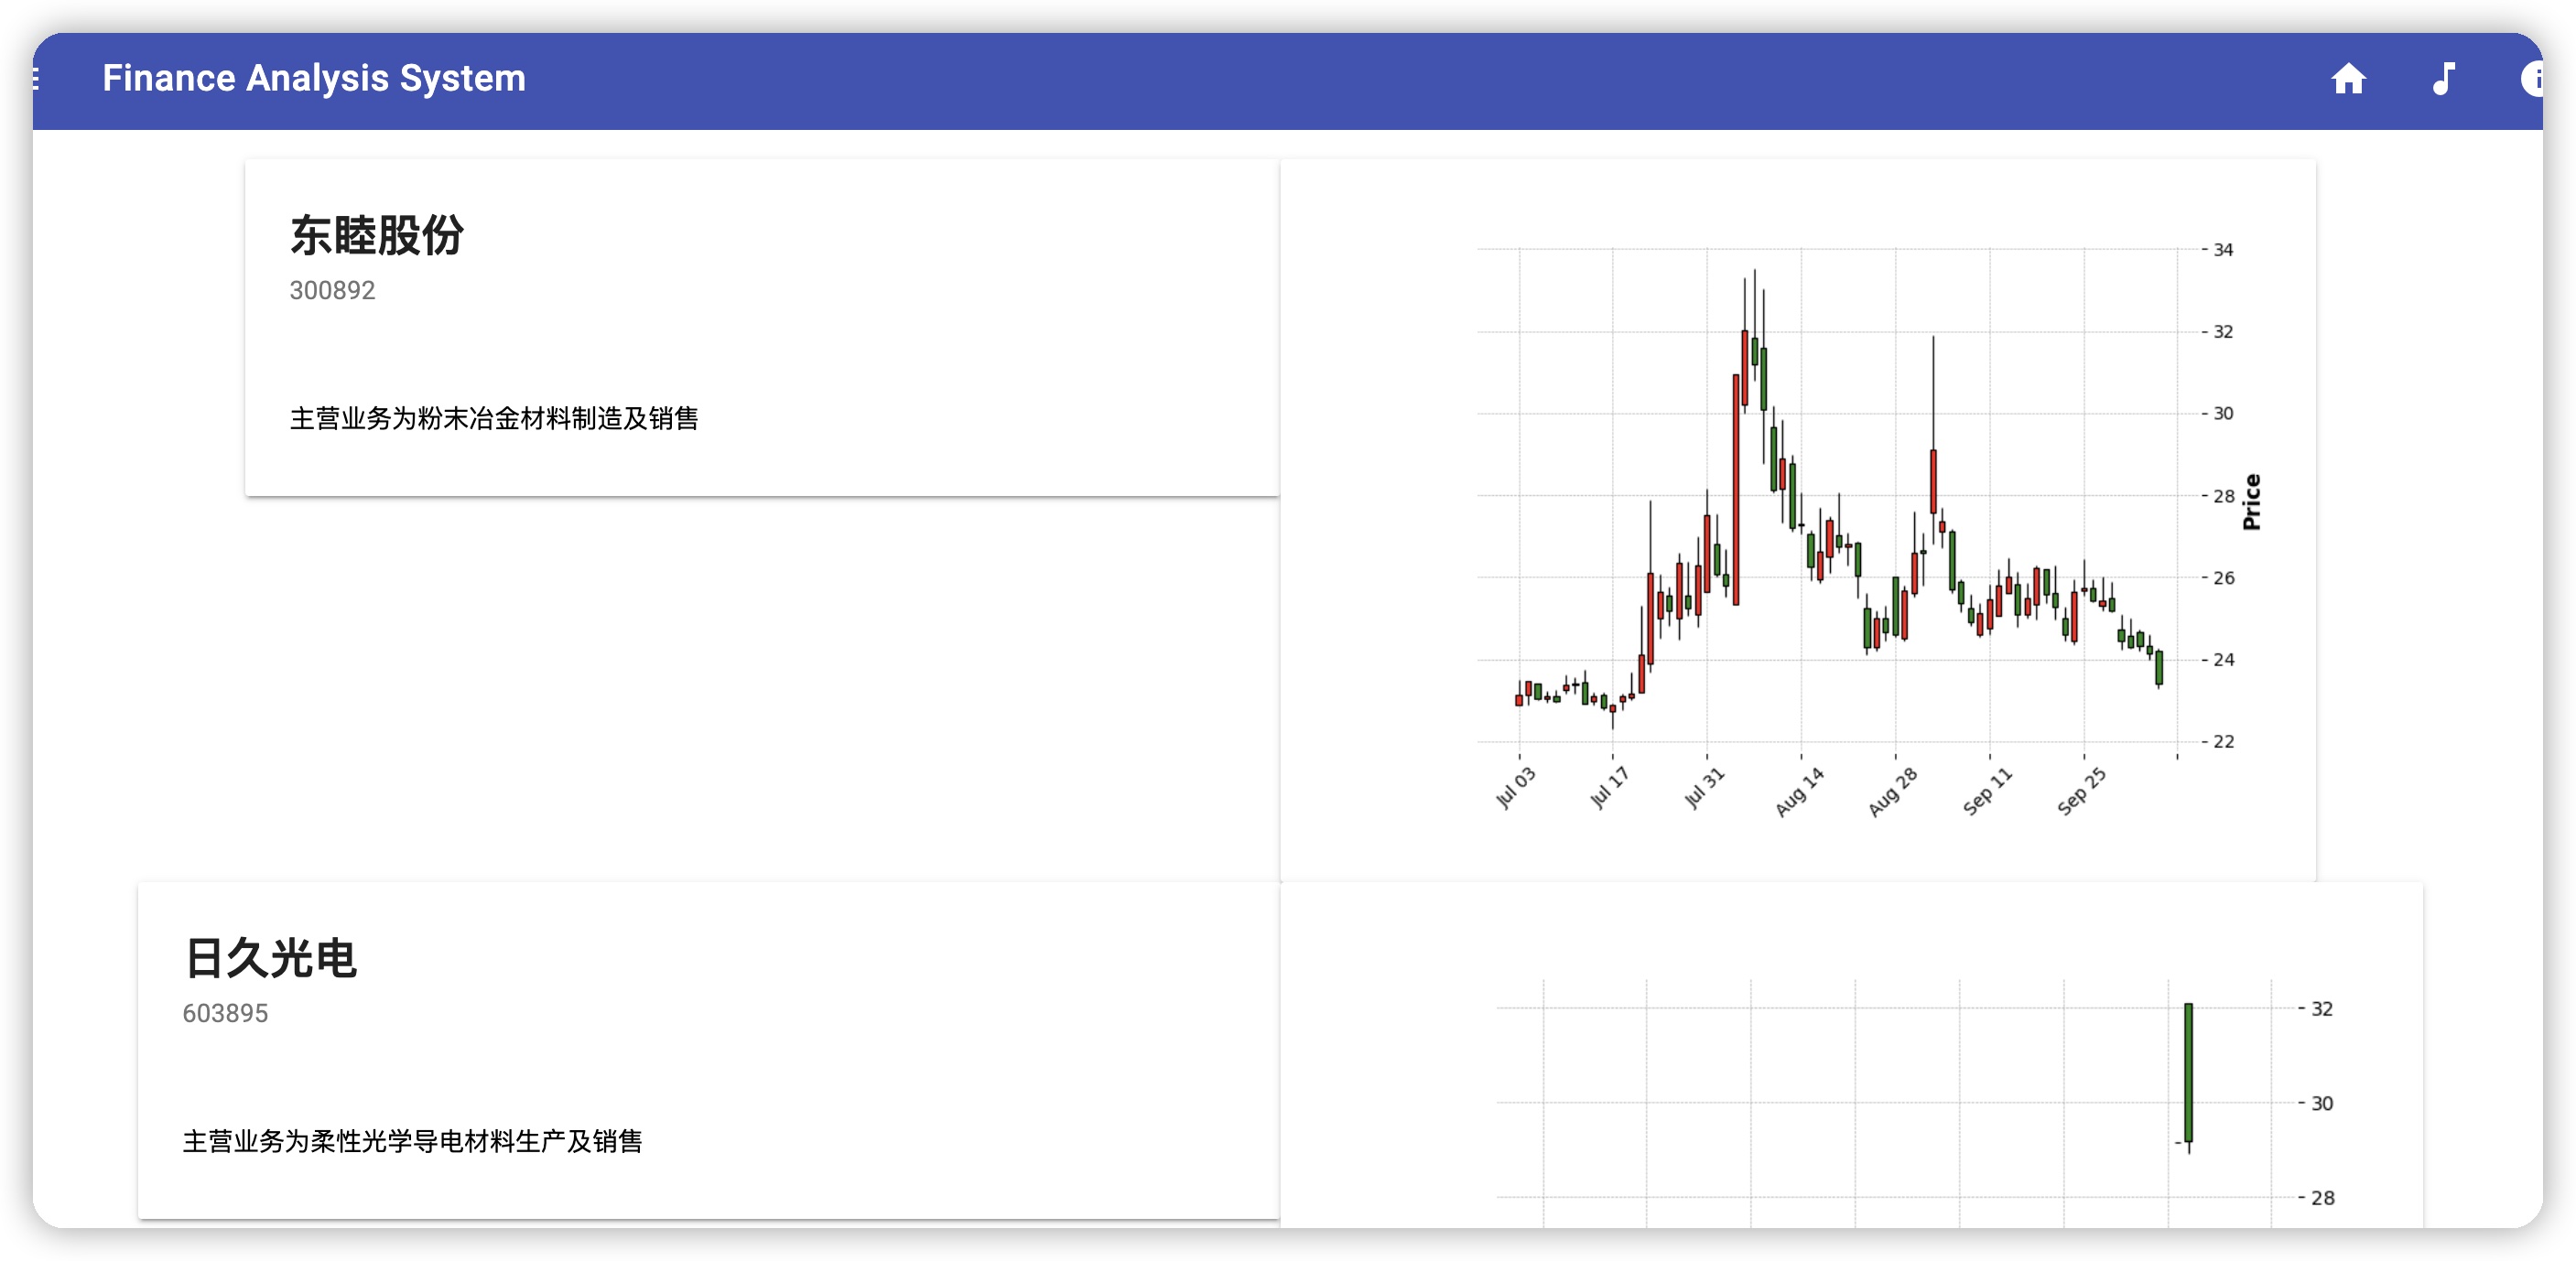 Finance Analysis System
东睦股份
300892
主营业务为粉末冶金材料制造及销售
34
32
30
28
26
24
22
Price
Jul 03
Jul 17
Jul 31
Aug 14
Aug 28
Sep 11
Sep 25
日久光电
603895
主营业务为柔性光学导电材料生产及销售
32
30
28